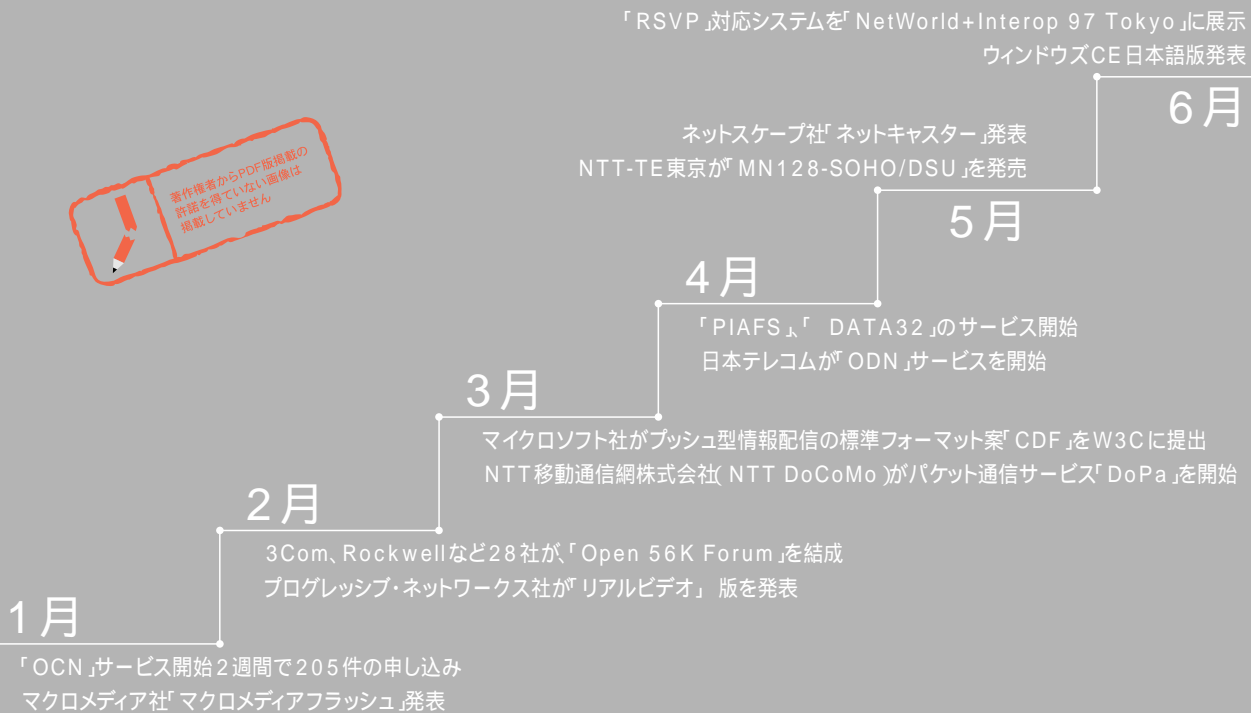 「RSVP」対応システムを「NetWorld+Interop 97 Tokyo」に展示
ウィンドウズCE日本語版発表
6月
ネットスケープ社「ネットキャスター」発表
NTT-TE東京が「MN128-SOHO/DSU」を発売
5月
著作権者からPDF版掲載の
許諾を得ていない画像は
掲載していません
4月
「PIAFS」、「DATA32」のサービス開始
日本テレコムが「ODN」サービスを開始
3月
マイクロソフト社がプッシュ型情報配信の標準フォーマット案「CDF」をW3Cに提出
NTT移動通信網株式会社(NTT DoCoMo)がパケット通信サービス「DoPa」を開始
2月
3Com、Rockwellなど28社が、「Open 56K Forum」を結成
プログレッシブ・ネットワークス社が「リアルビデオ」 版を発表
1月
「OCN」サービス開始2週間で205件の申し込み
マクロメディア社「マクロメディアフラッシュ」発表